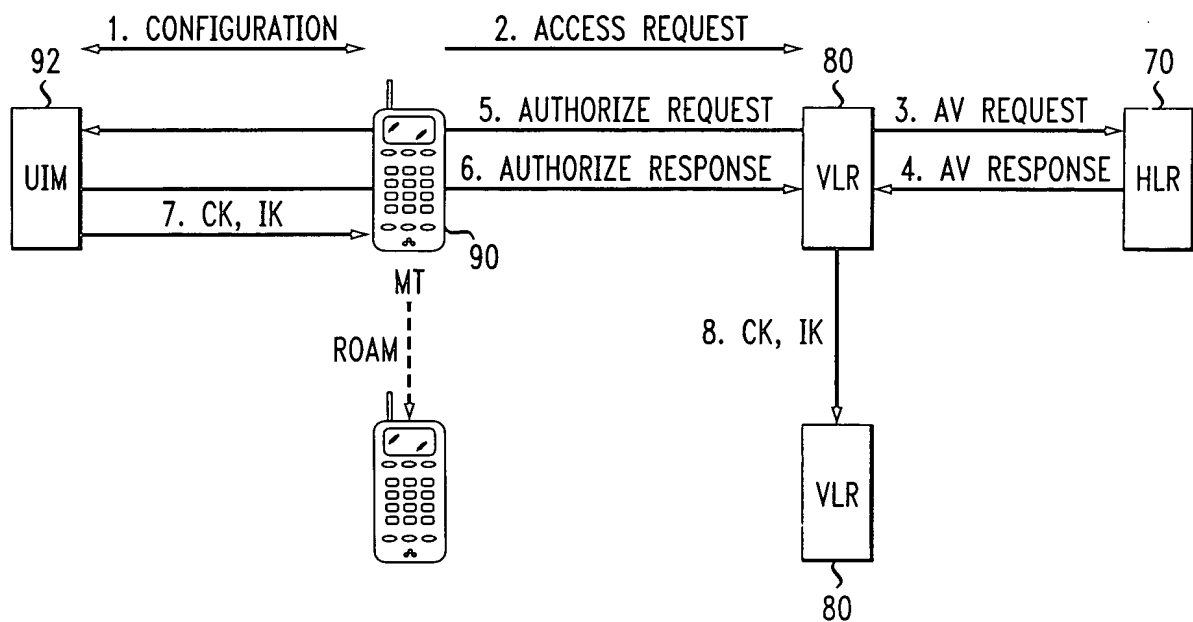 1. CONFIGURATION
2. ACCESS REQUEST
92
80
70
5. AUTHORIZE REQUEST
3. AV REQUEST
UIM
6. AUTHORIZE RESPONSE
VLR
4. AV RESPONSE
HLR
7. CK, IK
90
MT
8. CK, IK
ROAM
VLR
80